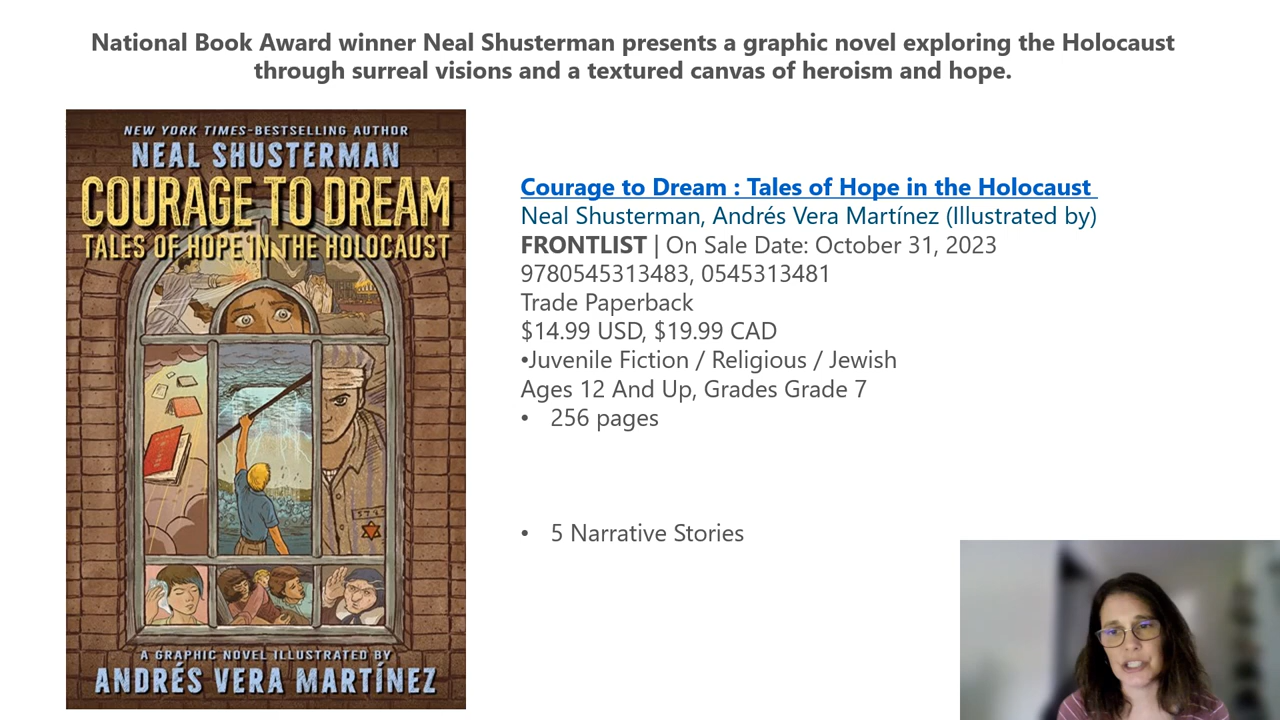 National Book Award winner Neal Shusterman presents a graphic novel exploring the Holocaust
through surreal visions and a textured canvas of heroism and hope.
NEW YORK TIMES-BESTSELLING AUTHOR
NEAL SHUSTERMAN
COURAGE TO DREAM
TALES OF HOPE IN THE HOLOCAUST
A GRAPHIC NOVEL ILLUSTRATED BY
ANDRÉS VERA MARTÍNEZ
Courage to Dream : Tales of Hope in the Holocaust
Neal Shusterman, Andrés Vera Martínez (Illustrated by)
FRONTLIST | On Sale Date: October 31, 2023
9780545313483, 0545313481
Trade Paperback
$14.99 USD, $19.99 CAD
•Juvenile Fiction / Religious / Jewish
Ages 12 And Up, Grades Grade 7
• 256 pages
• 5 Narrative Stories